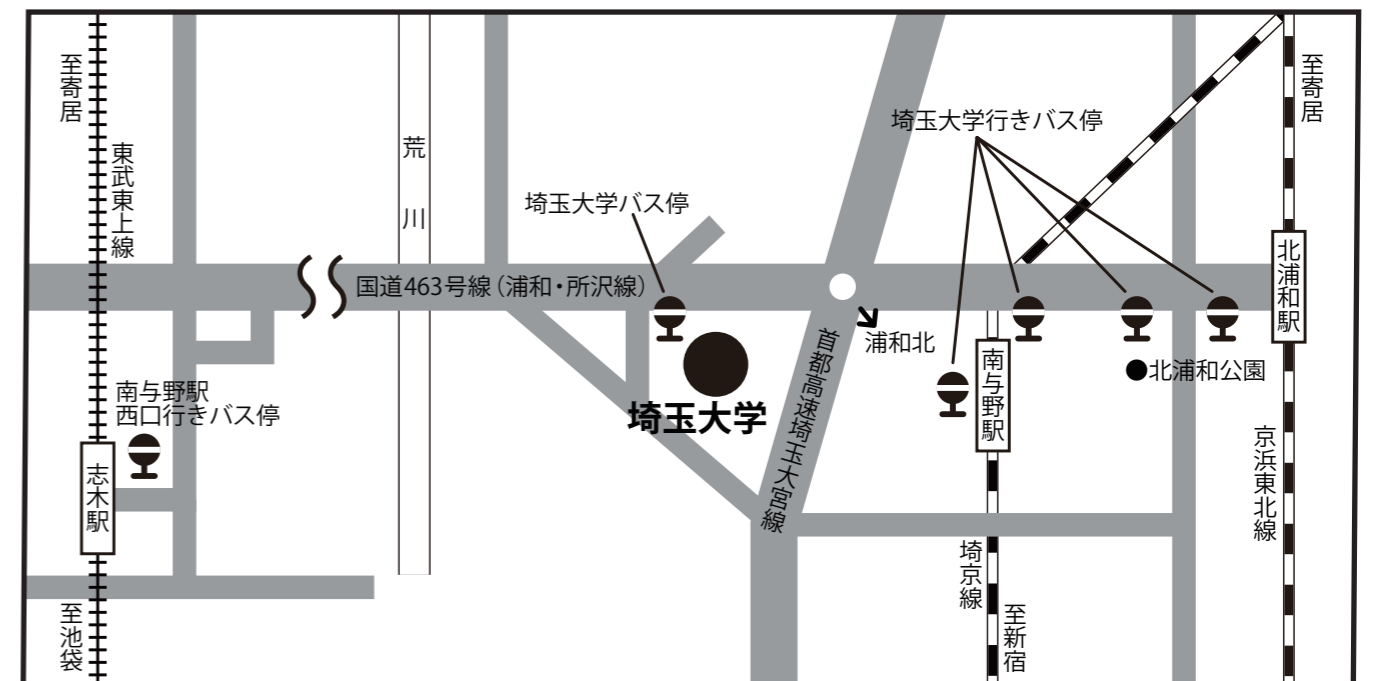 至寄居
東武東上線
荒川
埼玉大学行きバス停
至寄居
埼玉大学バス停
国道463号線（浦和・所沢線）
北浦和駅
浦和北
首都高速埼玉大宮線
南与野駅
●北浦和公園
南与野駅
西口行きバス停
埼玉大学
志木駅
京浜東北線
埼京線
至新宿
至池袋